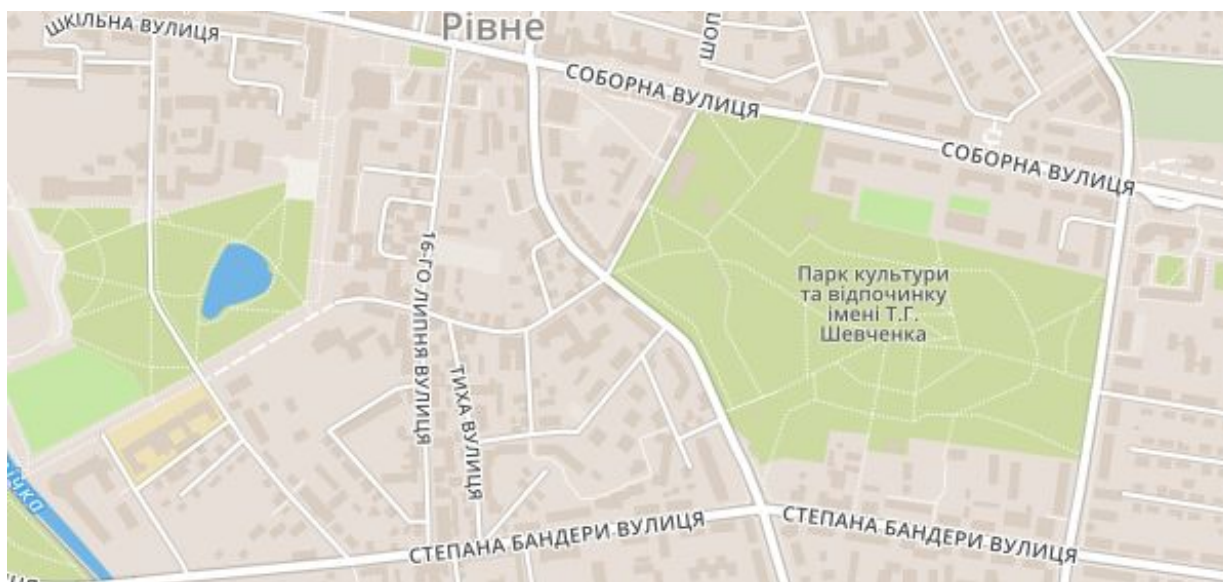 ШКІЛЬНА ВУЛИЦЯ
Рівне
СОБОРНА ВУЛИЦЯ
СОБОРНА ВУЛИЦЯ
16-ГО ЛИПНЯ ВУЛИЦЯ
Парк культури
та відпочинку
імені Т.Г.
Шевченка
ТИХА ВУЛИЦЯ
СТЕПАНА БАНДЕРИ ВУЛИЦЯ
СТЕПАНА БАНДЕРИ ВУЛИЦЯ